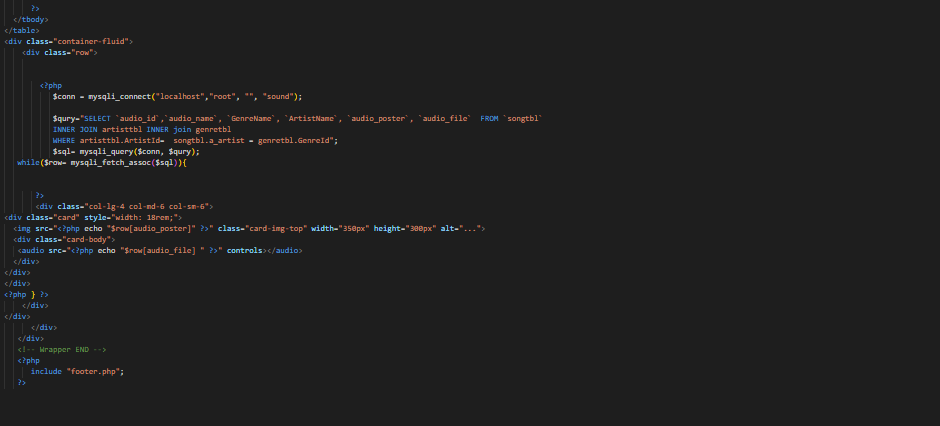 ?>
</tbody>
</table>
<div class="container-fluid">
<div class="row">
<?php
$conn = mysqli_connect("localhost","root", "", "sound");
$qury="SELECT `audio_id`,`audio_name`, `GenreName`, `ArtistName`, `audio_poster`, `audio_file`  FROM `songtbl`
INNER JOIN artisttbl INNER join genretbl
WHERE artisttbl.ArtistId=  songtbl.a_artist = genretbl.GenreId";
$sql= mysqli_query($conn, $qury);
while($row= mysqli_fetch_assoc($sql)){
?>
<div class="col-lg-4 col-md-6 col-sm-6">
<div class="card" style="width: 18rem;">
<img src="<?php echo "$row[audio_poster]" ?>" class="card-img-top" width="350px" height="300px" alt="...">
<div class="card-body">
<audio src="<?php echo "$row[audio_file] " ?>" controls></audio>
</div>
</div>
</div>
<?php } ?>
</div>
</div>
</div>
</div>
<!-- Wrapper END -->
<?php
include "footer.php";
?>